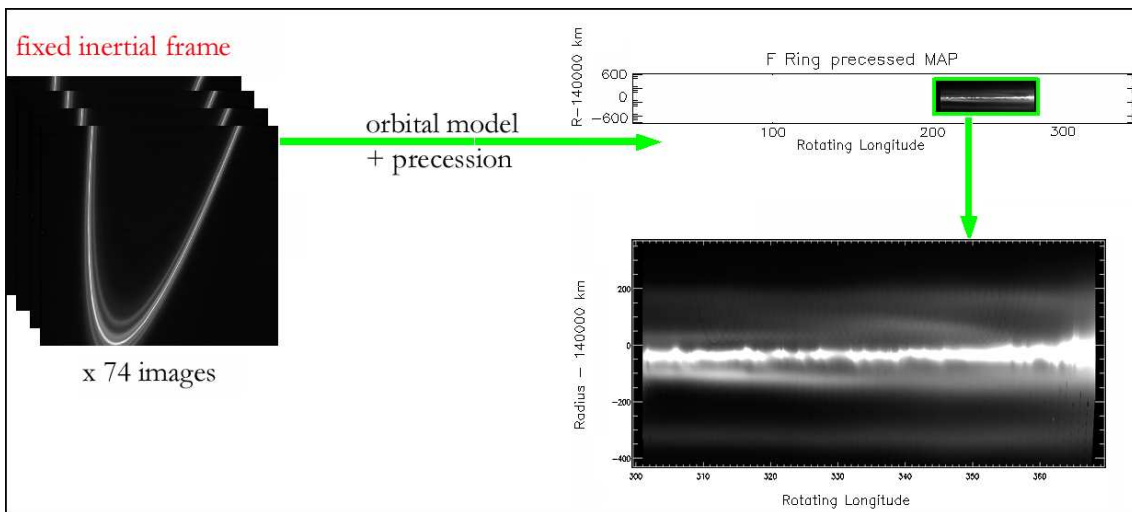 fixed inertial frame
x 74 images
orbital model
+ precession
F Ring precessed MAP
R-140000 km
600
0
-600
100
200
300
Rotating Longitude
Radius - 140000 km
200
0
-200
-400
300
310
320
330
340
350
360
Rotating Longitude